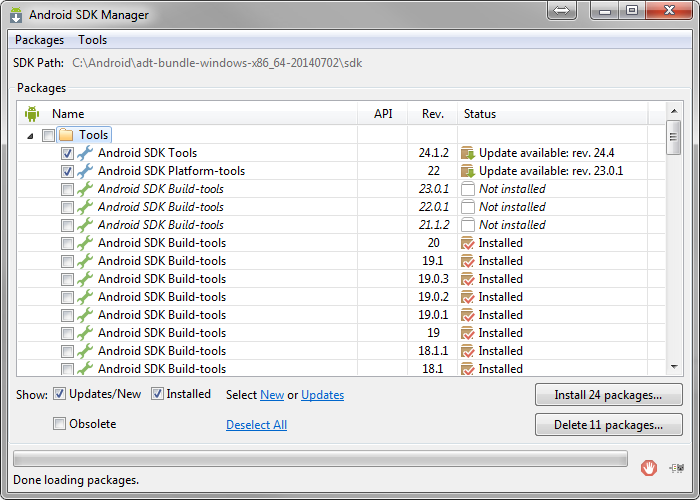 Android SDK Manager
Packages Tools
SDK Path: C:\Android\adt-bundle-windows-x86_64-20140702\sdk
Packages
Name API Rev. Status
Tools
Android SDK Tools 24.1.2 Update available: rev. 24.4
Android SDK Platform-tools 22 Update available: rev. 23.0.1
Android SDK Build-tools 23.0.1 Not installed
Android SDK Build-tools 22.0.1 Not installed
Android SDK Build-tools 21.1.2 Not installed
Android SDK Build-tools 20 Installed
Android SDK Build-tools 19.1 Installed
Android SDK Build-tools 19.0.3 Installed
Android SDK Build-tools 19.0.2 Installed
Android SDK Build-tools 19.0.1 Installed
Android SDK Build-tools 19 Installed
Android SDK Build-tools 18.1.1 Installed
Android SDK Build-tools 18.1 Installed
Show: Updates/New Installed Select New or Updates Install 24 packages...
Obsolete Deselect All Delete 11 packages...
Done loading packages.